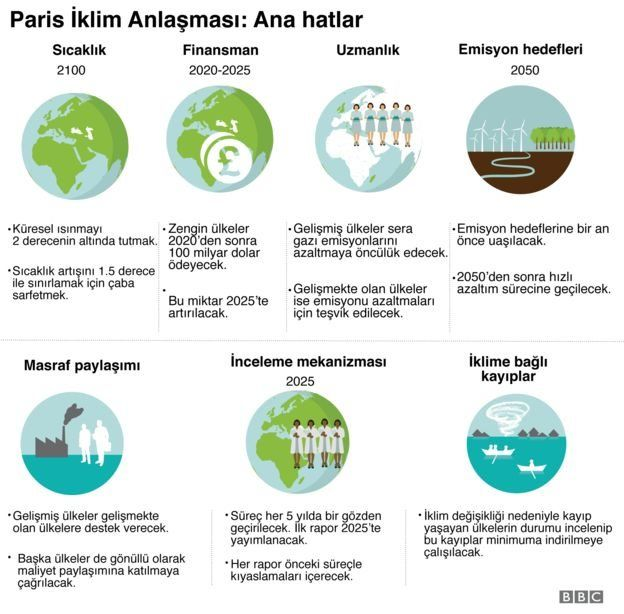 Paris İklim Anlaşması: Ana hatlar
Sıcaklık
2100
Küresel ısınmayı
2 derecenin altında tutmak.
Sıcaklık artışını 1.5 derece
ile sınırlamak için çaba
sarfetmek.
Finansman
2020-2025
£
Zengin ülkeler
2020'den sonra
100 milyar dolar
ödeyecek.
Bu miktar 2025'te
artırılacak.
Uzmanlık
Gelişmiş ülkeler sera
gazı emisyonlarını
azaltmaya öncülük edecek.
Gelişmekte olan ülkeler
ise emisyonu azaltmaları
için teşvik edilecek.
Emisyon hedefleri
2050
Emisyon hedeflerine bir an
önce uaşılacak.
2050'den sonra hızlı
azaltım sürecine geçilecek.
Masraf paylaşımı
Gelişmiş ülkeler gelişmekte
olan ülkelere destek verecek.
Başka ülkeler de gönüllü olarak
maliyet paylaşımına katılmaya
çağrılacak.
İnceleme mekanizması
2025
Süreç her 5 yılda bir gözden
geçirilecek. İlk rapor 2025'te
yayımlanacak.
Her rapor önceki süreçle
kıyaslamaları içerecek.
İklime bağlı
kayıplar
İklim değişikliği nedeniyle kayıp
yaşayan ülkelerin durumu incelenip
bu kayıplar minimuma indirilmeye
çalışılacak.
BBC